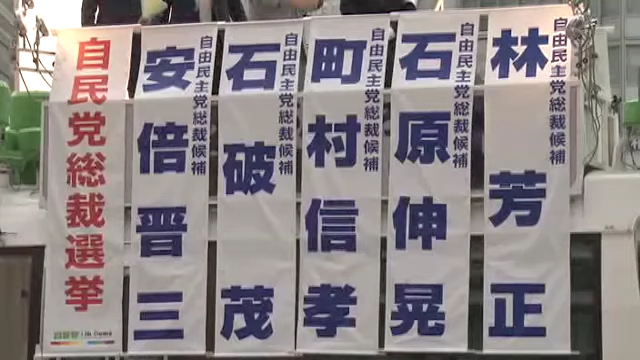 自民党総裁選挙
自民党
自由民主党総裁候補
安倍晋三
自由民主党総裁候補
石破茂
自由民主党総裁候補
町村信孝
自由民主党総裁候補
石原伸晃
自由民主党総裁候補
林芳正